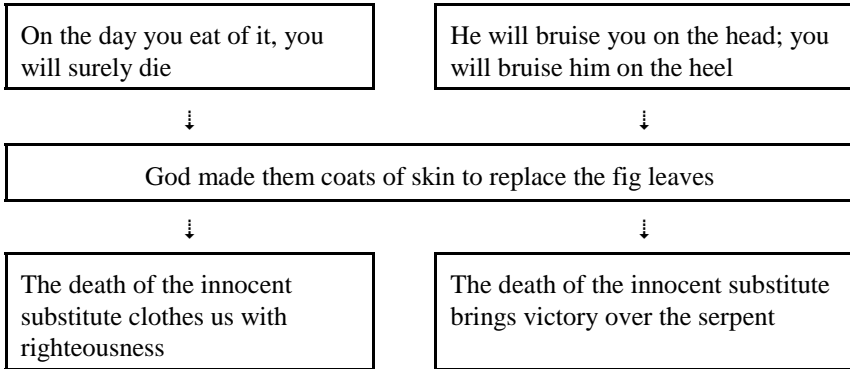 On the day you eat of it, you
will surely die
He will bruise you on the head; you
will bruise him on the heel
God made them coats of skin to replace the fig leaves
The death of the innocent
substitute clothes us with
righteousness
The death of the innocent substitute
brings victory over the serpent